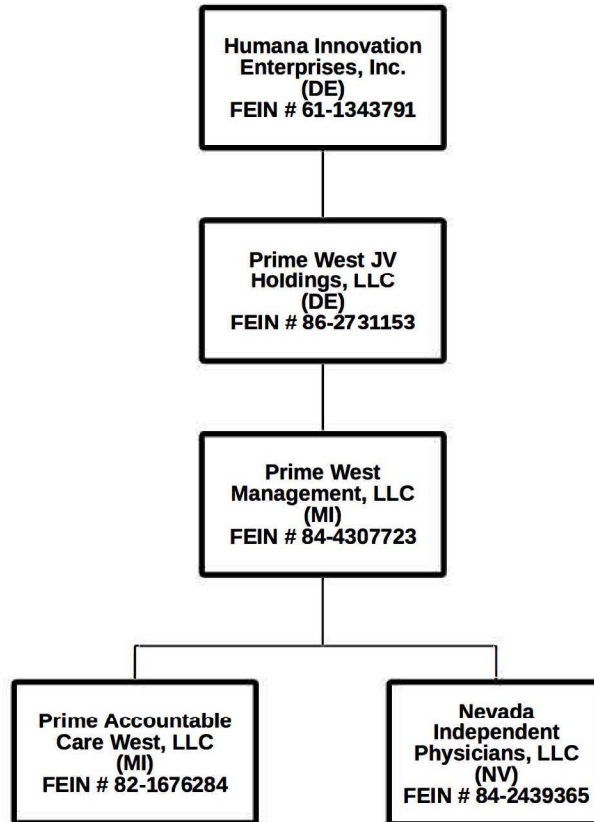 Humana Innovation
Enterprises, Inc.
(DE)
FEIN # 61-1343791
Prime West JV
Holdings, LLC
(DE)
FEIN # 86-2731153
Prime West
Management, LLC
(MI)
FEIN # 84-4307723
Prime Accountable
Care West, LLC
(MI)
FEIN # 82-1676284
Nevada
Independent
Physicians, LLC
(NV)
FEIN # 84-2439365